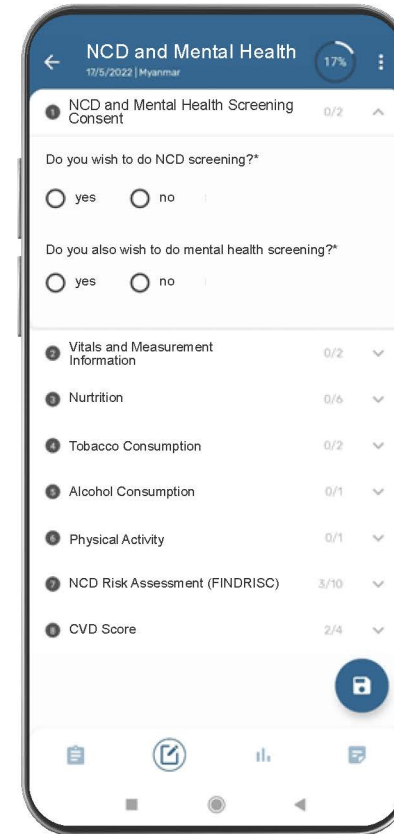 NCD and Mental Health
17%
17/5/2022 | Myanmar
1 NCD and Mental Health Screening 0/2
Consent
Do you wish to do NCD screening?*
yes no
Do you also wish to do mental health screening?*
yes no
2 Vitals and Measurement 0/2
Information
3 Nurtrition 0/6
4 Tobacco Consumption 0/2
5 Alcohol Consumption 0/1
6 Physical Activity 0/1
7 NCD Risk Assessment (FINDRISC) 3/10
8 CVD Score 2/4